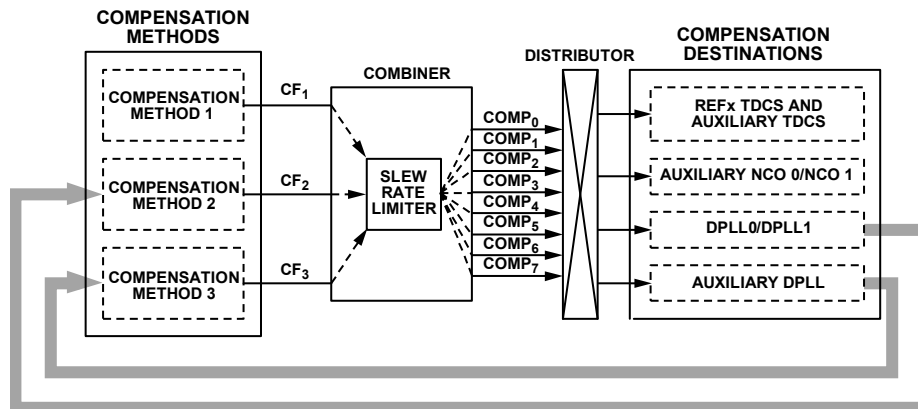 COMPENSATION
METHODS
COMPENSATION
METHOD 1
COMPENSATION
METHOD 2
COMPENSATION
METHOD 3
CF1
CF2
CF3
COMBINER
SLEW
RATE
LIMITER
COMP0
COMP1
COMP2
COMP3
COMP4
COMP5
COMP6
COMP7
DISTRIBUTOR
COMPENSATION
DESTINATIONS
REFx TDCS AND
AUXILIARY TDCS
AUXILIARY NCO 0/NCO 1
DPLL0/DPLL1
AUXILIARY DPLL